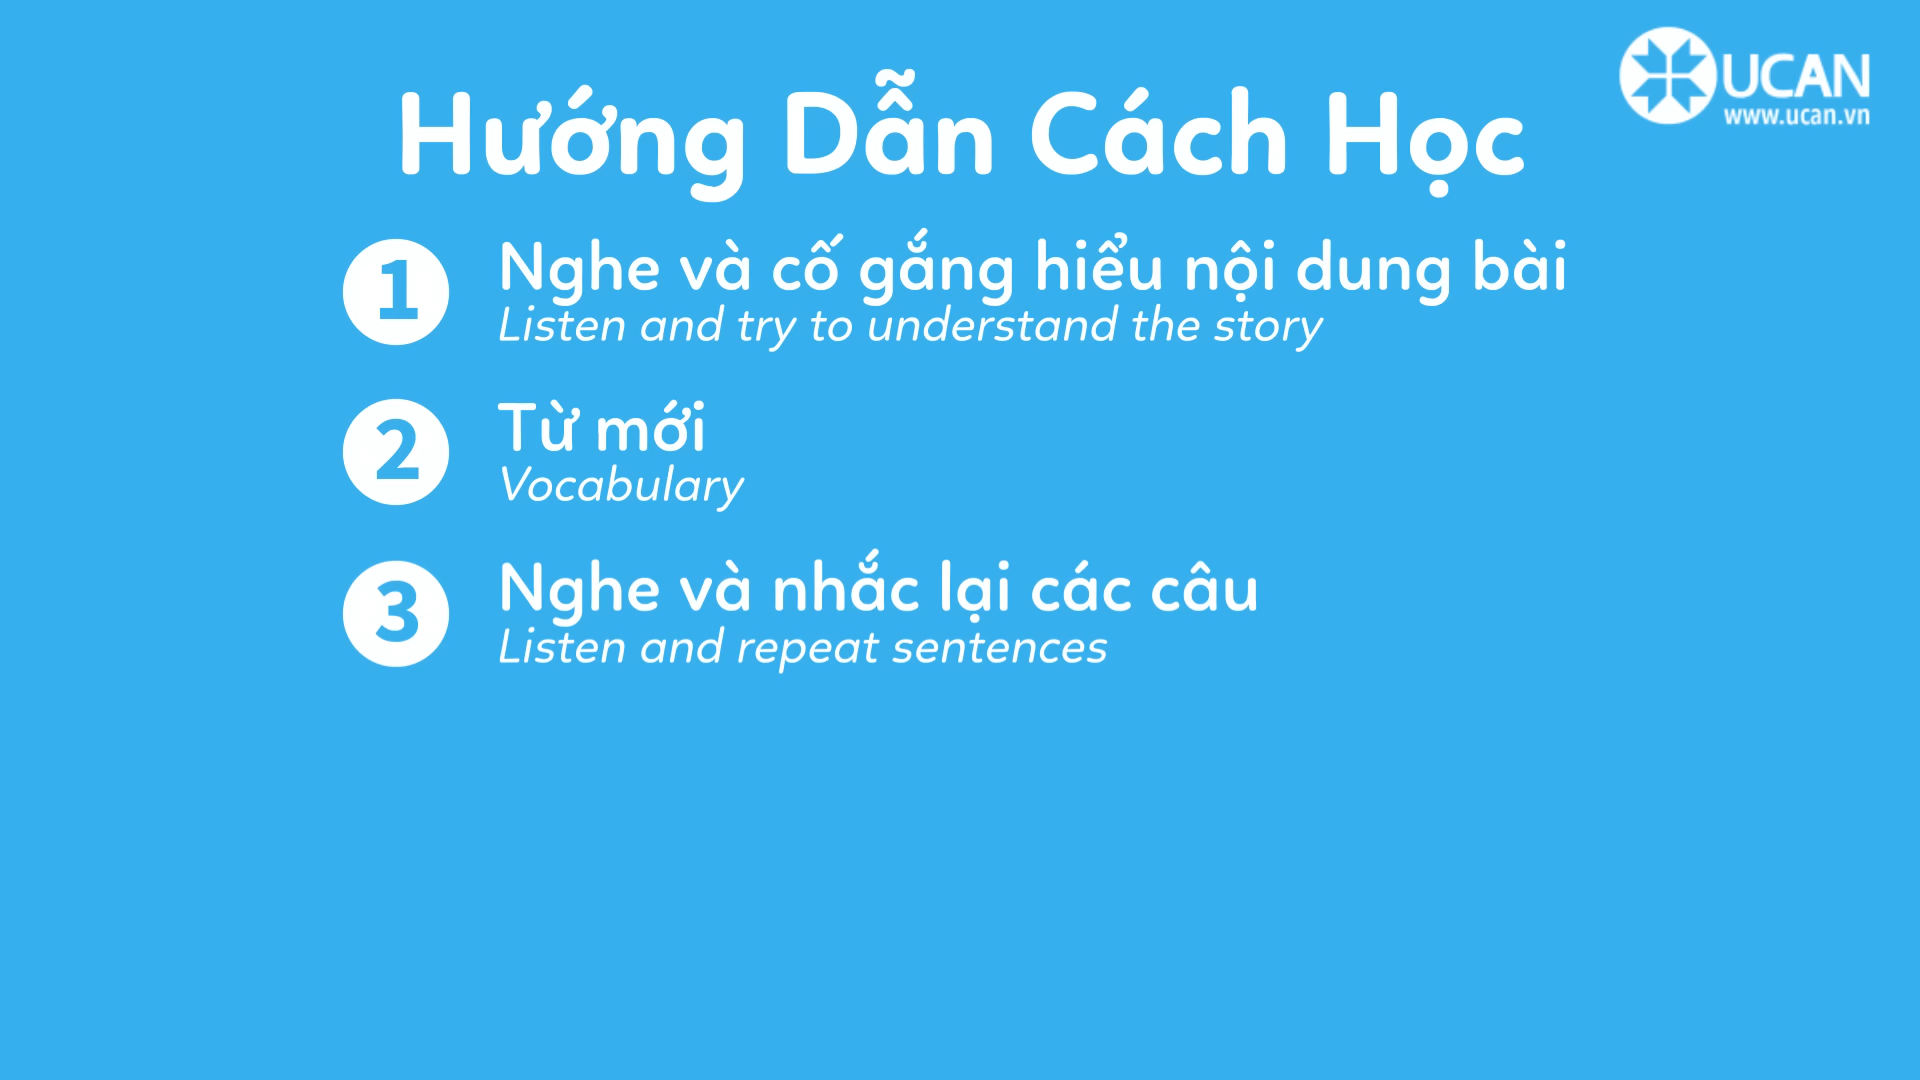 UCAN
www.ucan.vn
Hướng Dẫn Cách Học
1 Nghe và cố gắng hiểu nội dung bài
Listen and try to understand the story
2 Từ mới
Vocabulary
3 Nghe và nhắc lại các câu
Listen and repeat sentences